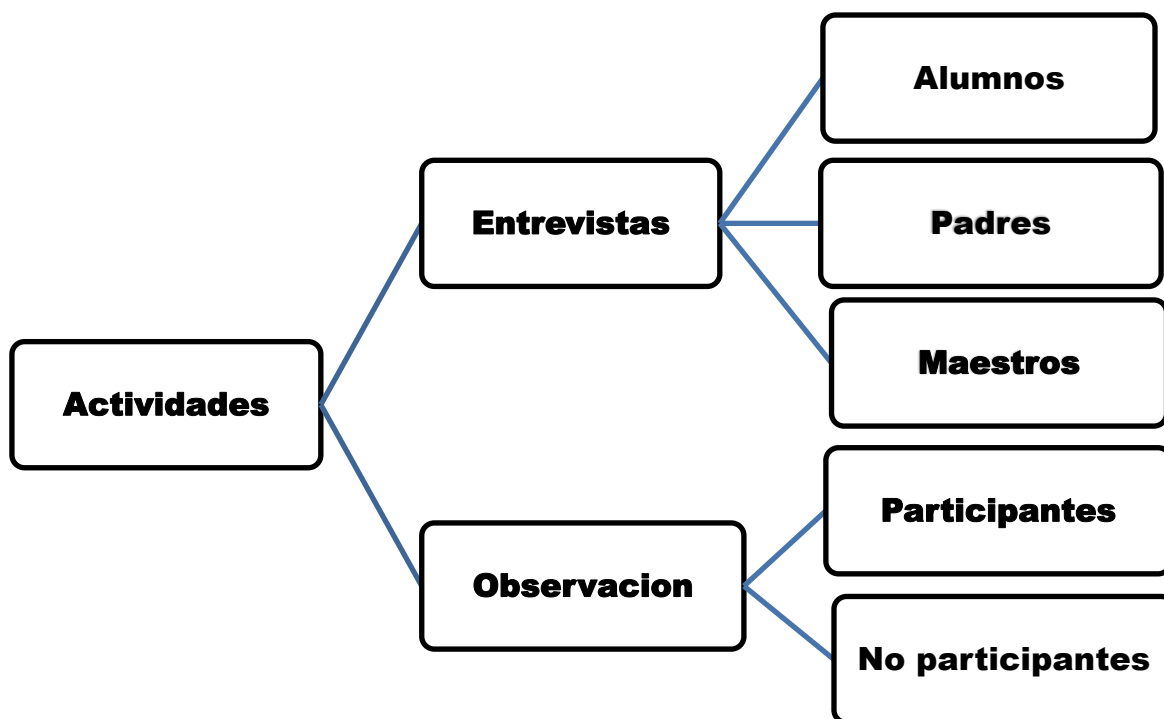 Alumnos
Entrevistas
Padres
Maestros
Actividades
Participantes
Observacion
No participantes